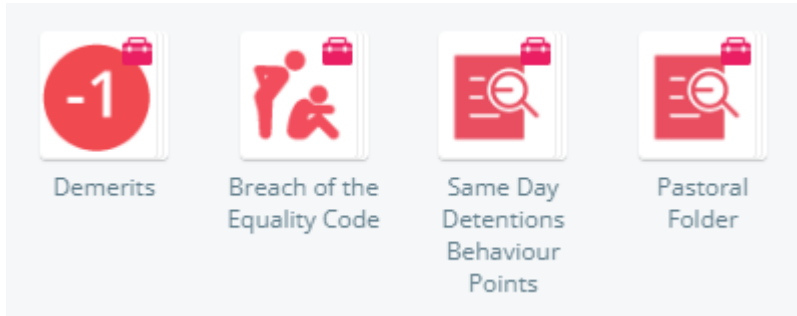 -1
Demerits
Breach of the
Equality Code
Same Day
Detentions
Behaviour
Points
Pastoral
Folder